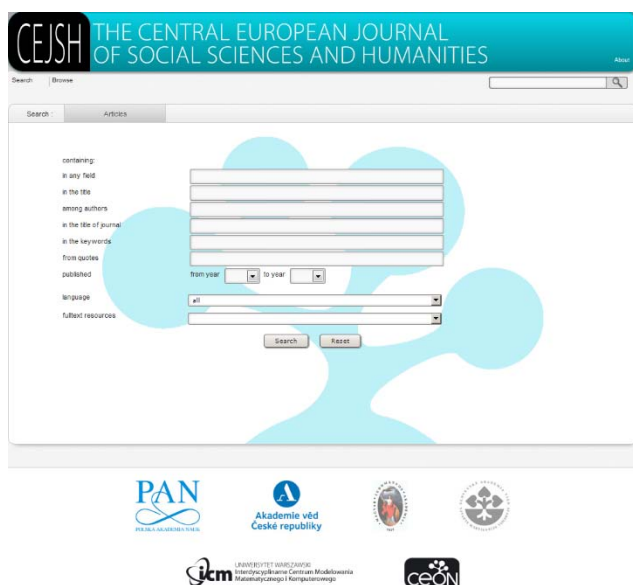 CEJSH
THE CENTRAL EUROPEAN JOURNAL
OF SOCIAL SCIENCES AND HUMANITIES
About
Search Browse
Search : Articles
containing:
in any field
in the title
among authors
in the title of journal
in the keywords
from quotes
published from year to year
language all
fulltext resources
Search Reset
PAN
POLSKA AKADEMIA NAUK
Akademie věd
České republiky
icm
UNIWERSYTET WARSZAWSKI
Interdyscyplinarne Centrum Modelowania
Matematycznego i Komputerowego
CEON